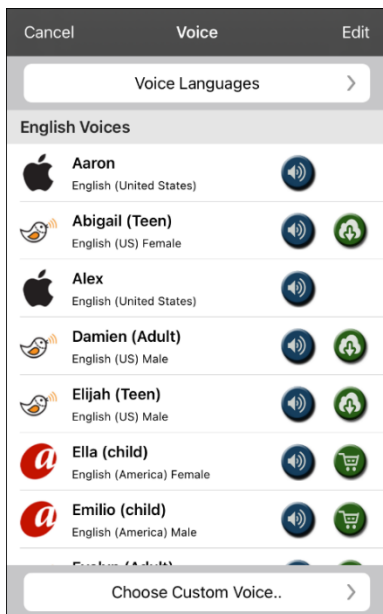 Cancel Voice Edit
Voice Languages
English Voices
Aaron
English (United States)
Abigail (Teen)
English (US) Female
Alex
English (United States)
Damien (Adult)
English (US) Male
Elijah (Teen)
English (US) Male
Ella (child)
English (America) Female
Emilio (child)
English (America) Male
Choose Custom Voice..